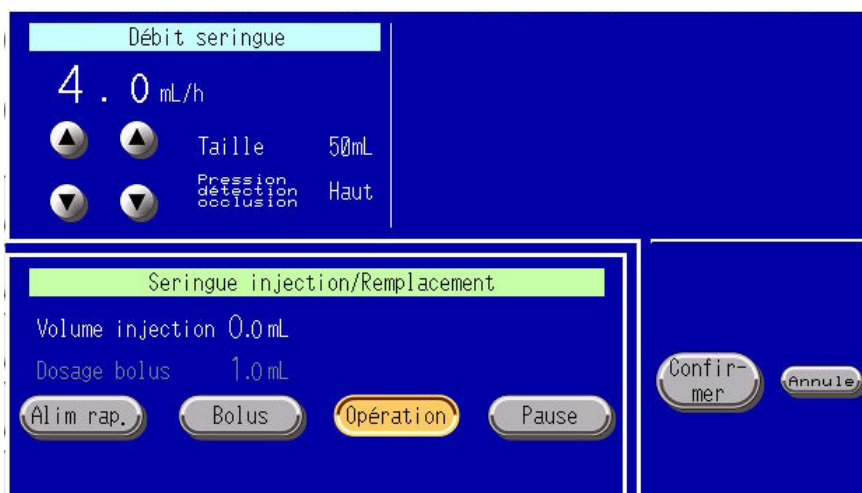 Débit seringue
4.0 mL/h
Taille 50mL
Pression
détection
occlusion
Haut
Seringue injection/Remplacement
Volume injection 0.0 mL
Dosage bolus 1.0 mL
Alim rap. Bolus Opération Pause
Confir-
mer
Annule